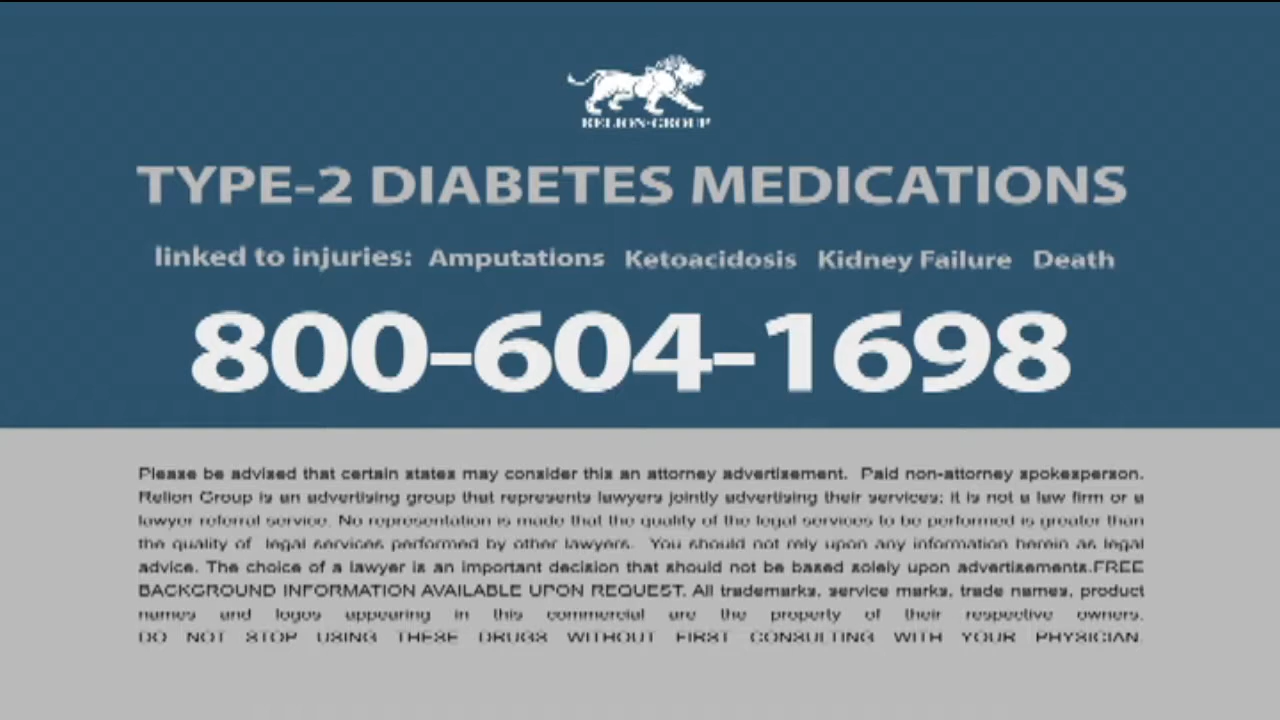 RELION-GROUP
TYPE-2 DIABETES MEDICATIONS
linked to injuries: Amputations Ketoacidosis Kidney Failure Death
800-604-1698
Please be advised that certain states may consider this an attorney advertisement. Paid non-attorney spokesperson.
Relion Group is an advertising group that represents lawyers jointly advertising their services; it is not a law firm or a
lawyer referral service. No representation is made that the quality of the legal services to be performed is greater than
the quality of legal services performed by other lawyers. You should not rely upon any information herein as legal
advice. The choice of a lawyer is an important decision that should not be based solely upon advertisements.FREE
BACKGROUND INFORMATION AVAILABLE UPON REQUEST. All trademarks, service marks, trade names, product
names and logos appearing in this commercial are the property of their respective owners.
DO NOT STOP USING THESE DRUGS WITHOUT FIRST CONSULTING WITH YOUR PHYSICIAN.